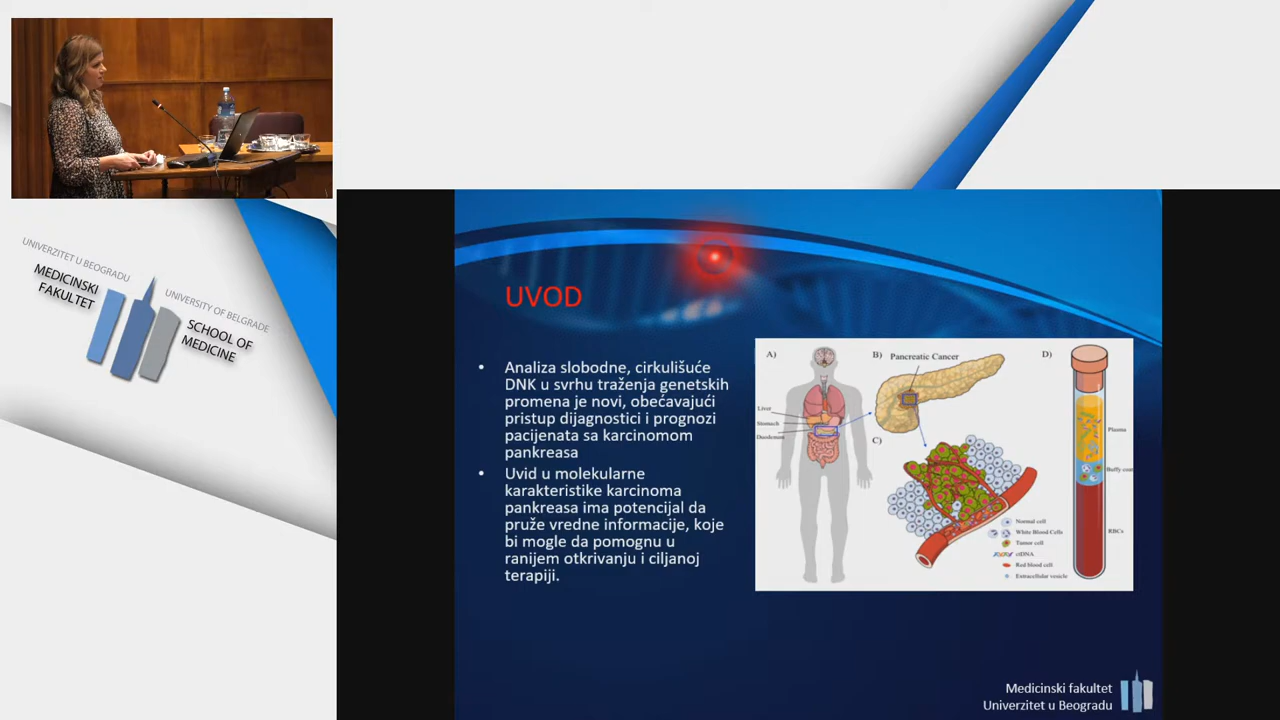 UNIVERZITET U BEOGRADU
MEDICINSKI
FAKULTET
UNIVERSITY OF BELGRADE
SCHOOL OF
MEDICINE
UVOD
• Analiza slobodne, cirkulišuće
DNK u svrhu traženja genetskih
promena je novi, obećavajući
pristup dijagnostici i prognozi
pacijenata sa karcinomom
pankreasa
• Uvid u molekularne
karakteristike karcinoma
pankreasa ima potencijal da
pruže vredne informacije, koje
bi mogle da pomognu u
ranijem otkrivanju i ciljanoj
terapiji.
A)
Liver
Stomach
Duodenum
B)
Pancreatic Cancer
C)
Normal cell
White Blood Cells
Tumor cell
ctDNA
Red blood cell
Extracellular vesicle
D)
Plasma
Buffy coat
RBCs
Medicinski fakultet
Univerzitet u Beogradu